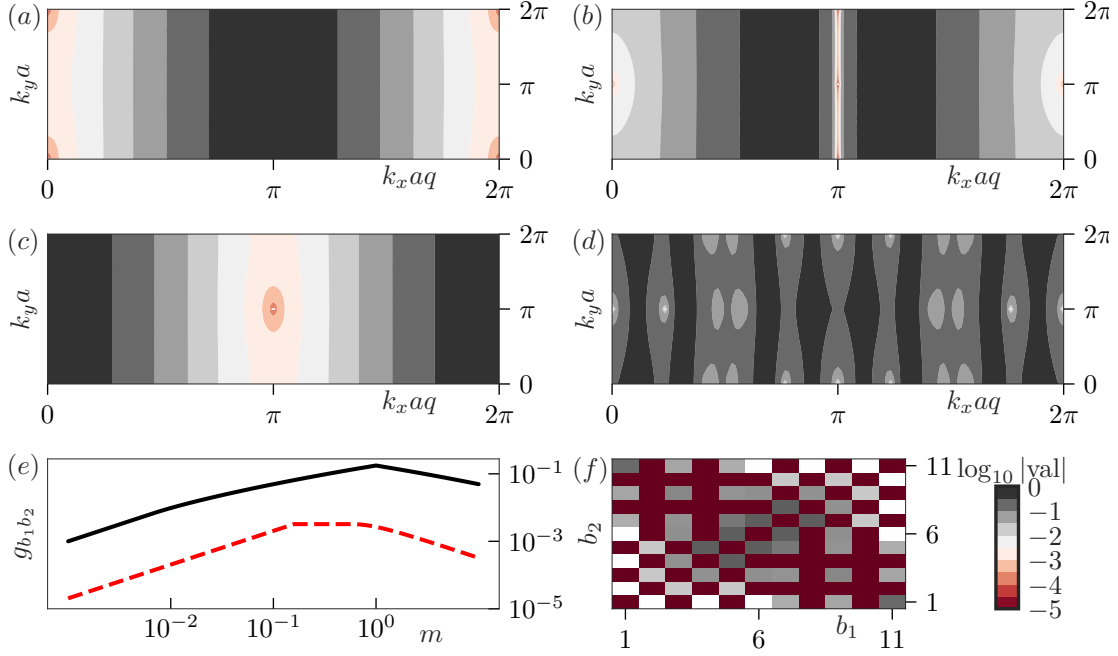 (a)
k_y a
2π
π
0
0
π
k_x aq
2π
(b)
k_y a
2π
π
0
0
π
k_x aq
2π
(c)
k_y a
2π
π
0
0
π
k_x aq
2π
(d)
k_y a
2π
π
0
0
π
k_x aq
2π
(e)
g_{b_1 b_2}
10^{-1}
10^{-3}
10^{-5}
10^{-2}
10^{-1}
10^0
m
(f)
b_2
11
6
1
1
6
b_1
11
log_{10} |val|
0
−1
−2
−3
−4
−5